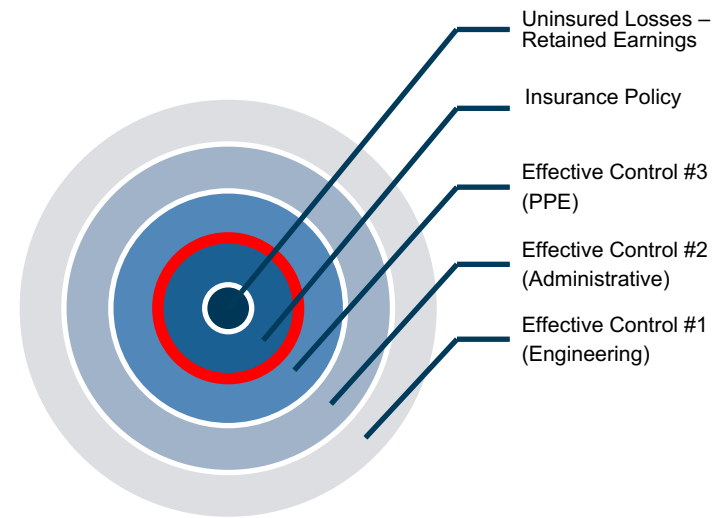 Uninsured Losses –
Retained Earnings
Insurance Policy
Effective Control #3
(PPE)
Effective Control #2
(Administrative)
Effective Control #1
(Engineering)